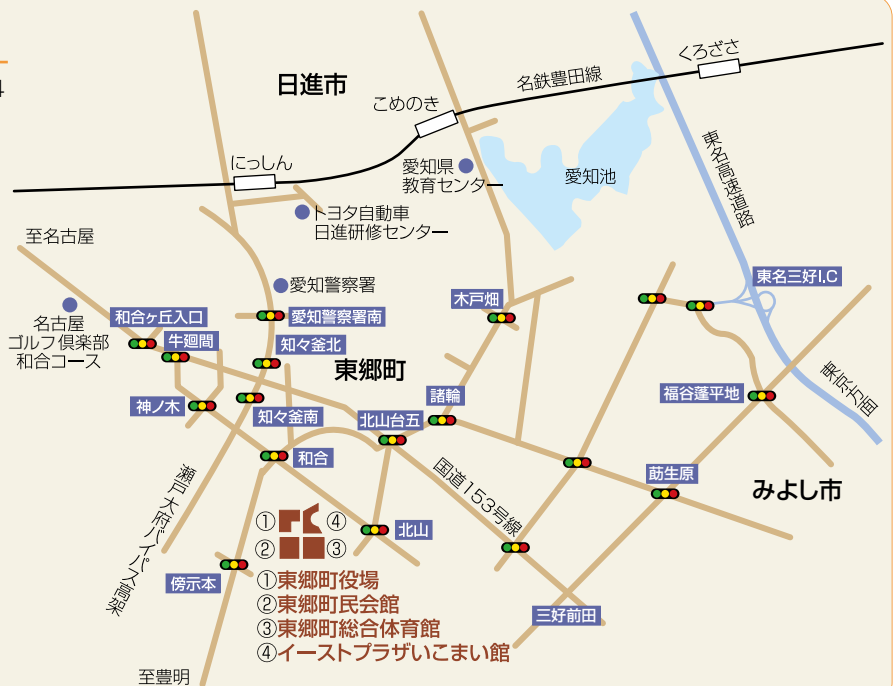 4
日進市
くろざさ
名鉄豊田線
こめのき
東名高速道路
にっしん
愛知県
教育センター
愛知池
トヨタ自動車
日進研修センター
至名古屋
愛知警察署
東名三好I.C
木戸畑
名古屋
ゴルフ倶楽部
和合コース
和合ヶ丘入口
愛知警察署南
牛廻間
知々釜北
東郷町
東京方面
福谷蓬平地
諸輪
神ノ木
知々釜南
北山台五
和合
国道153号線
莇生原
みよし市
瀬戸大府バイパス高架
① ④
② ③
北山
傍示本
①東郷町役場
②東郷町民会館
③東郷町総合体育館
④イーストプラザいこまい館
三好前田
至豊明